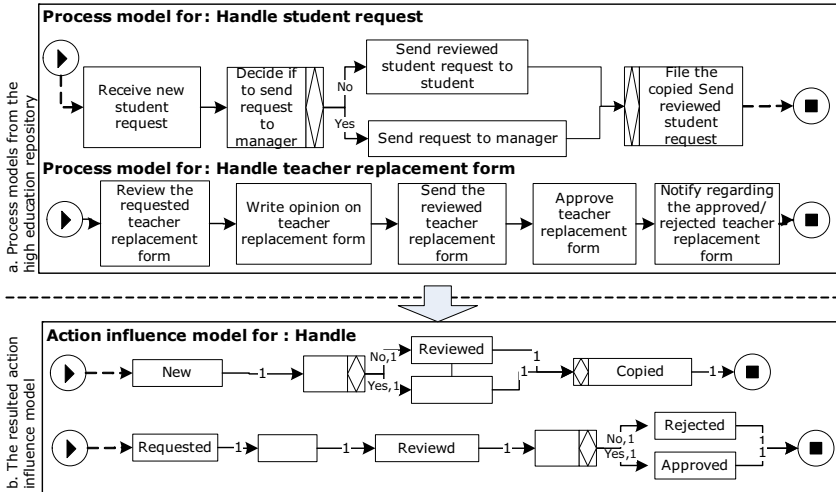 Process model for: Handle student request
Receive new
student
request
Decide if
to send
request
to
manager
No
Yes
Send reviewed
student request to
student
Send request to manager
File the
copied Send
reviewed
student
request
Process model for: Handle teacher replacement form
Review the
requested
teacher
replacement
form
Write opinion on
teacher
replacement form
Send the
reviewed
teacher
replacement form
Approve
teacher
replacement
form
Notify regarding
the approved/
rejected teacher
replacement
form
a. Process models from the
high education repository
Action influence model for : Handle
New
1
No,1
Yes,1
Reviewed
1
1
Copied
1
Requested
1
1
Reviewd
1
No,1
Yes,1
Rejected
Approved
1
1
b. The resulted action
influence model